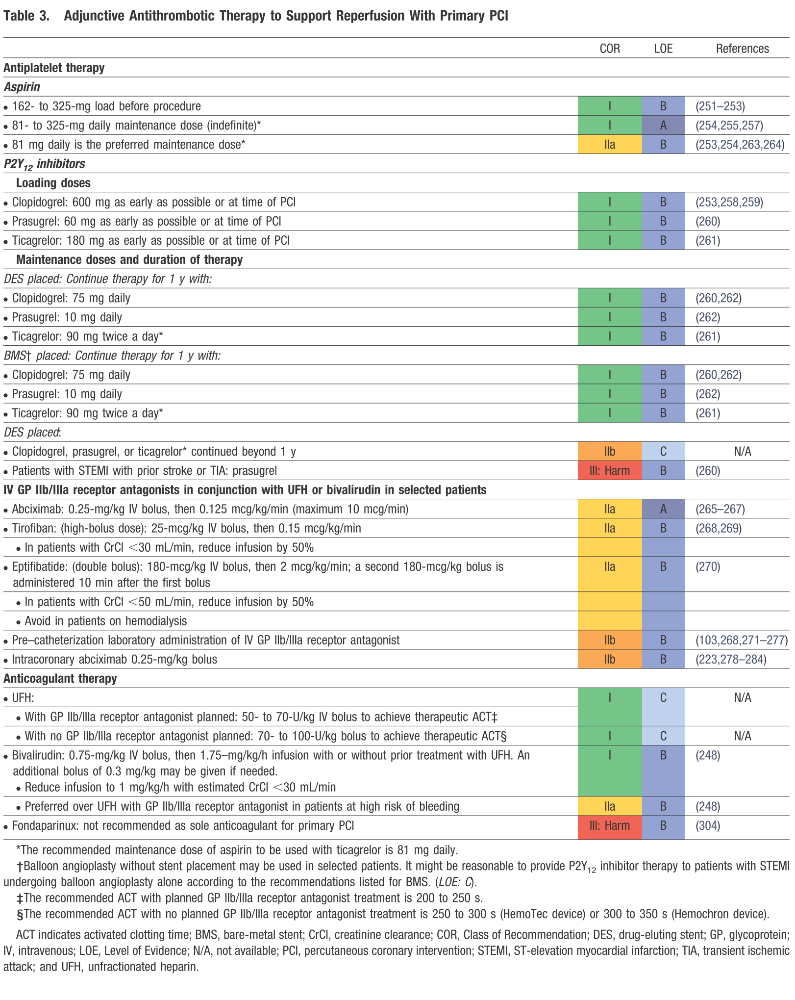 Table 3. Adjunctive Antithrombotic Therapy to Support Reperfusion With Primary PCI
COR LOE References
Antiplatelet therapy
Aspirin
• 162- to 325-mg load before procedure I B (251–253)
• 81- to 325-mg daily maintenance dose (indefinite)* I A (254,255,257)
• 81 mg daily is the preferred maintenance dose* IIa B (253,254,263,264)
P2Y12 inhibitors
Loading doses
• Clopidogrel: 600 mg as early as possible or at time of PCI I B (253,258,259)
• Prasugrel: 60 mg as early as possible or at time of PCI I B (260)
• Ticagrelor: 180 mg as early as possible or at time of PCI I B (261)
Maintenance doses and duration of therapy
DES placed: Continue therapy for 1 y with:
• Clopidogrel: 75 mg daily I B (260,262)
• Prasugrel: 10 mg daily I B (262)
• Ticagrelor: 90 mg twice a day* I B (261)
BMS† placed: Continue therapy for 1 y with:
• Clopidogrel: 75 mg daily I B (260,262)
• Prasugrel: 10 mg daily I B (262)
• Ticagrelor: 90 mg twice a day* I B (261)
DES placed:
• Clopidogrel, prasugrel, or ticagrelor* continued beyond 1 y IIb C N/A
• Patients with STEMI with prior stroke or TIA: prasugrel III: Harm B (260)
IV GP IIb/IIIa receptor antagonists in conjunction with UFH or bivalirudin in selected patients
• Abciximab: 0.25-mg/kg IV bolus, then 0.125 mcg/kg/min (maximum 10 mcg/min) IIa A (265–267)
• Tirofiban: (high-bolus dose): 25-mcg/kg IV bolus, then 0.15 mcg/kg/min IIa B (268,269)
• In patients with CrCl <30 mL/min, reduce infusion by 50%
• Eptifibatide: (double bolus): 180-mcg/kg IV bolus, then 2 mcg/kg/min; a second 180-mcg/kg bolus is IIa B (270)
administered 10 min after the first bolus
• In patients with CrCl <50 mL/min, reduce infusion by 50%
• Avoid in patients on hemodialysis
• Pre–catheterization laboratory administration of IV GP IIb/IIIa receptor antagonist IIb B (103,268,271–277)
• Intracoronary abciximab 0.25-mg/kg bolus IIb B (223,278–284)
Anticoagulant therapy
• UFH: I C N/A
• With GP IIb/IIIa receptor antagonist planned: 50- to 70-U/kg IV bolus to achieve therapeutic ACT‡
• With no GP IIb/IIIa receptor antagonist planned: 70- to 100-U/kg bolus to achieve therapeutic ACT§ I C N/A
• Bivalirudin: 0.75-mg/kg IV bolus, then 1.75–mg/kg/h infusion with or without prior treatment with UFH. An I B (248)
additional bolus of 0.3 mg/kg may be given if needed.
• Reduce infusion to 1 mg/kg/h with estimated CrCl <30 mL/min
• Preferred over UFH with GP IIb/IIIa receptor antagonist in patients at high risk of bleeding IIa B (248)
• Fondaparinux: not recommended as sole anticoagulant for primary PCI III: Harm B (304)
*The recommended maintenance dose of aspirin to be used with ticagrelor is 81 mg daily.
†Balloon angioplasty without stent placement may be used in selected patients. It might be reasonable to provide P2Y12 inhibitor therapy to patients with STEMI
undergoing balloon angioplasty alone according to the recommendations listed for BMS. (LOE: C).
‡The recommended ACT with planned GP IIb/IIIa receptor antagonist treatment is 200 to 250 s.
§The recommended ACT with no planned GP IIb/IIIa receptor antagonist treatment is 250 to 300 s (HemoTec device) or 300 to 350 s (Hemochron device).
ACT indicates activated clotting time; BMS, bare-metal stent; CrCl, creatinine clearance; COR, Class of Recommendation; DES, drug-eluting stent; GP, glycoprotein;
IV, intravenous; LOE, Level of Evidence; N/A, not available; PCI, percutaneous coronary intervention; STEMI, ST-elevation myocardial infarction; TIA, transient ischemic
attack; and UFH, unfractionated heparin.